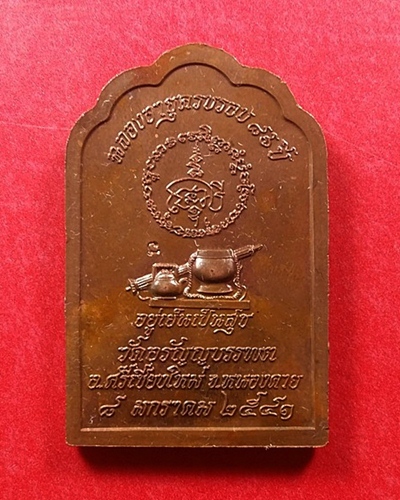 ฉลองอายุครบรอบ ๘๕ ปี
อยู่เย็นเป็นสุข
วัดอรัญญบรรพต
อ.ศรีเชียงใหม่ จ.หนองคาย
๘ มกราคม ๒๕๔๑